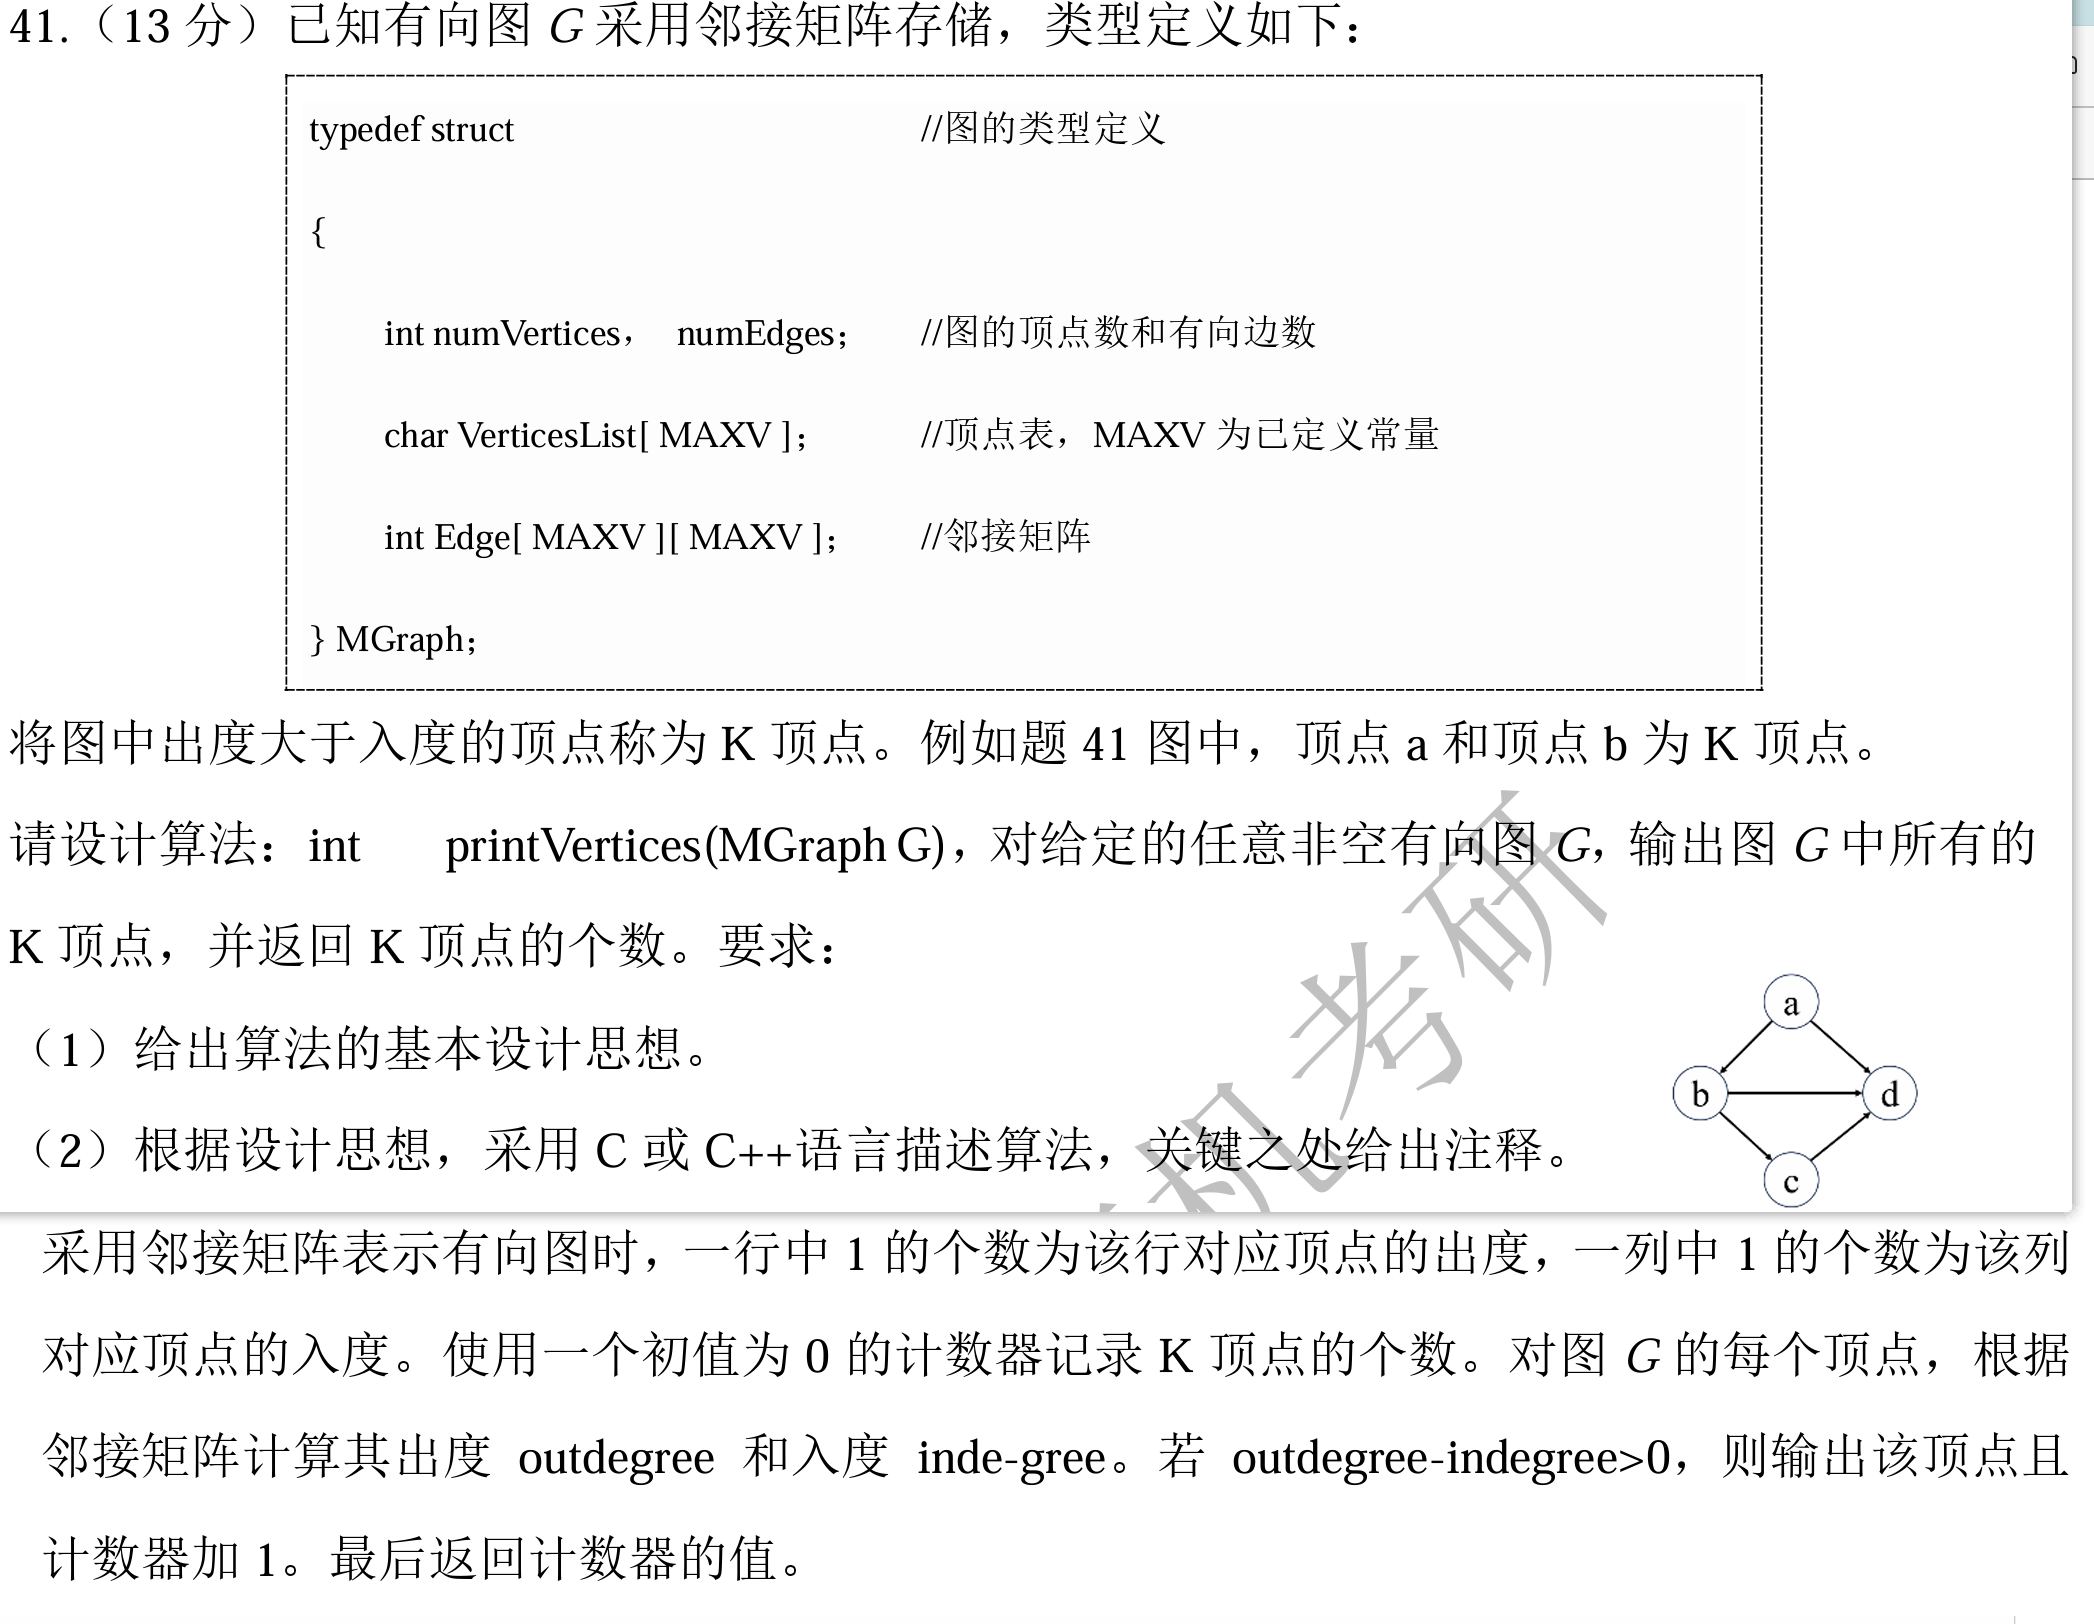 41.（13 分）已知有向图 G 采用邻接矩阵存储，类型定义如下：
typedef struct //图的类型定义
{
int numVertices， numEdges； //图的顶点数和有向边数
char VerticesList[ MAXV ]； //顶点表，MAXV 为已定义常量
int Edge[ MAXV ][ MAXV ]； //邻接矩阵
} MGraph；
将图中出度大于入度的顶点称为 K 顶点。例如题 41 图中，顶点 a 和顶点 b 为 K 顶点。
请设计算法：int printVertices(MGraph G)，对给定的任意非空有向图 G，输出图 G 中所有的
K 顶点，并返回 K 顶点的个数。要求：
（1）给出算法的基本设计思想。
（2）根据设计思想，采用 C 或 C++语言描述算法，关键之处给出注释。
a
b
d
c
机考研
采用邻接矩阵表示有向图时，一行中 1 的个数为该行对应顶点的出度，一列中 1 的个数为该列
对应顶点的入度。使用一个初值为 0 的计数器记录 K 顶点的个数。对图 G 的每个顶点，根据
邻接矩阵计算其出度 outdegree 和入度 inde-gree。若 outdegree-indegree>0，则输出该顶点且
计数器加 1。最后返回计数器的值。